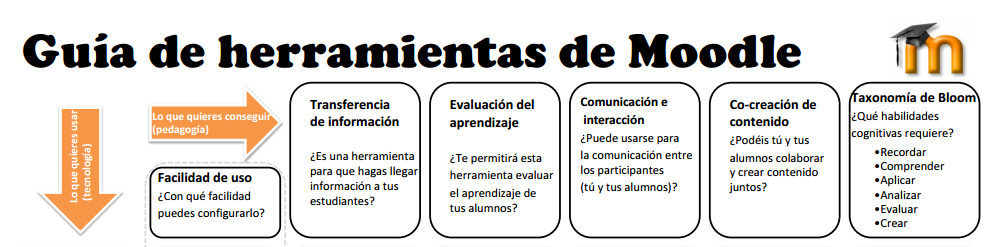 Guía de herramientas de Moodle
Lo que quieres usar
(tecnología)
Lo que quieres conseguir
(pedagogía)
Facilidad de uso
¿Con qué facilidad
puedes configurarlo?
Transferencia
de información
¿Es una herramienta
para que hagas llegar
información a tus
estudiantes?
Evaluación del
aprendizaje
¿Te permitirá esta
herramienta evaluar
el aprendizaje de
tus alumnos?
Comunicación e
interacción
¿Puede usarse para
la comunicación entre
los participantes
(tú y tus alumnos)?
Co-creación de
contenido
¿Podéis tú y tus
alumnos colaborar
y crear contenido
juntos?
Taxonomía de Bloom
¿Qué habilidades
cognitivas requiere?
•Recordar
•Comprender
•Aplicar
•Analizar
•Evaluar
•Crear